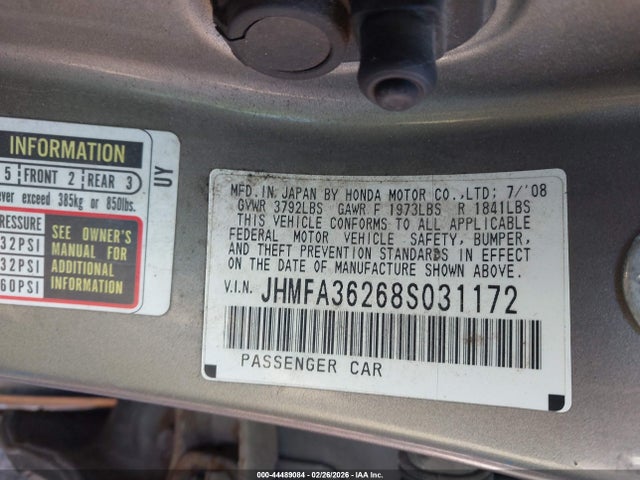 INFORMATION
5 FRONT 2 REAR 3
ever exceed 385kg or 850lbs.
PRESSURE
32PSI
32PSI
60PSI
SEE OWNER'S
MANUAL FOR
ADDITIONAL
INFORMATION
UY
MFD.IN JAPAN BY HONDA MOTOR CO.,LTD; 7/'08
GVWR 3792LBS GAWR F 1973LBS R 1841LBS
THIS VEHICLE CONFORMS TO ALL APPLICABLE
FEDERAL MOTOR VEHICLE SAFETY, BUMPER,
AND THEFT PREVENTION STANDARDS IN EFFECT
ON THE DATE OF MANUFACTURE SHOWN ABOVE.
V.I.N. JHMFA36268S031172
PASSENGER CAR
000-44489084 - 02/26/2026 - IAA Inc.